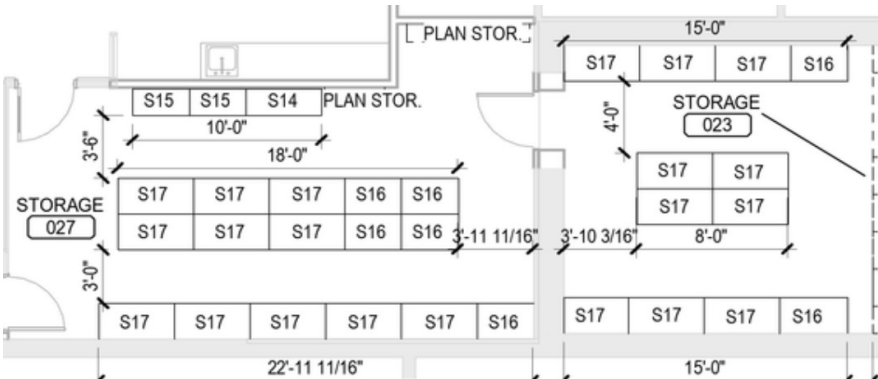 PLAN STOR.
15'-0"
S17 S17 S17 S16
S15 S15 S14 PLAN STOR.
STORAGE
023
10'-0"
4'-0"
3'-6"
18'-0"
S17 S17 S17 S16 S16
S17 S17
STORAGE
027
S17 S17 S17 S16 S16
S17 S17
3'-11 11/16"
3'-10 3/16"
8'-0"
3'-0"
S17 S17 S17 S17 S17 S16
S17 S17 S17 S16
22'-11 11/16"
15'-0"